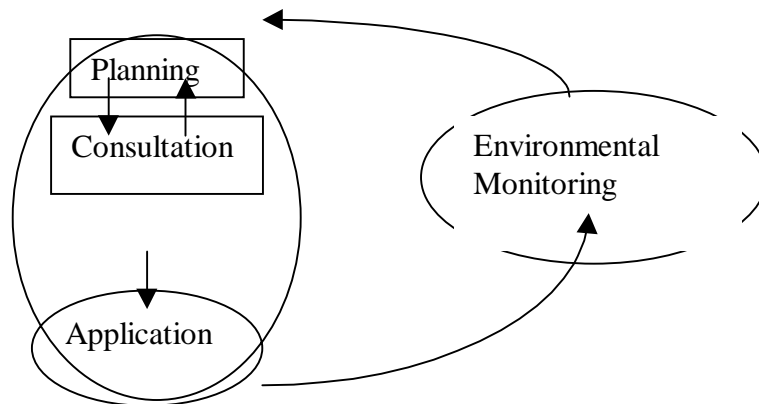 Planning
Consultation
Environmental
Monitoring
Application